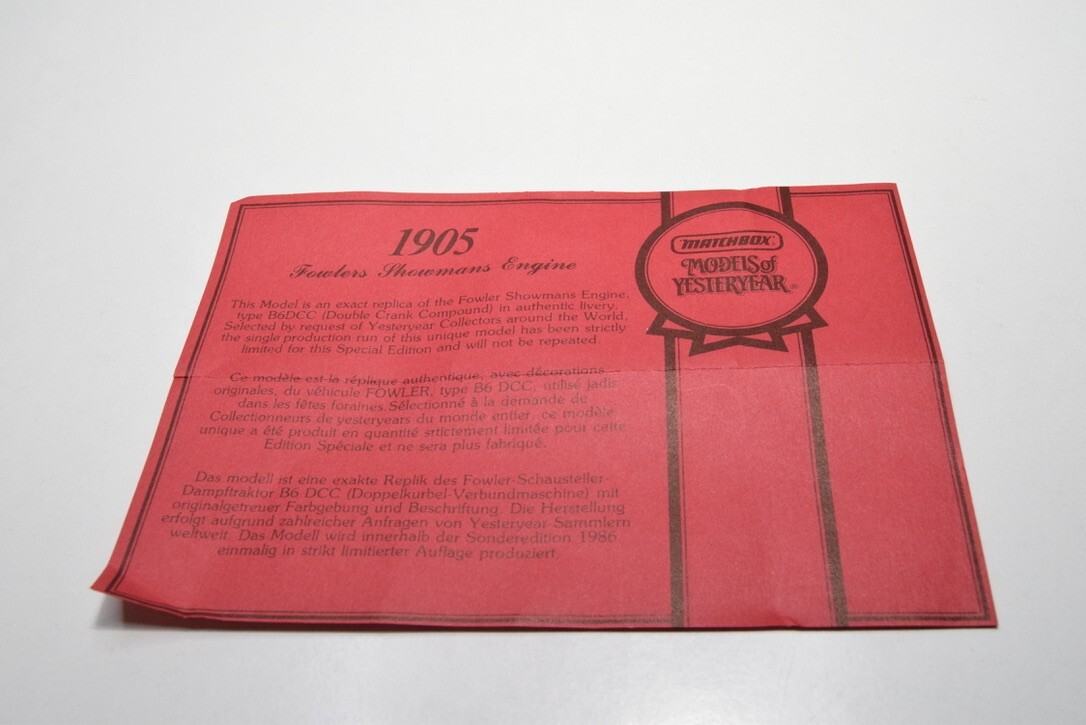 1905
Fowlers Showmans Engine
This Model is an exact replica of the Fowler Showmans Engine,
type B6DCC (Double Crank Compound) in authentic livery.
Selected by request of Yesteryear Collectors around the World,
the single production run of this unique model has been strictly
limited for this Special Edition and will not be repeated.
Ce modèle est la réplique authentique, avec décorations
originales, du véhicule FOWLER, type B6 DCC, utilisé jadis
dans les fêtes foraines. Sélectionné à la demande de
Collectionneurs de yesteryears du monde entier, ce modèle
unique a été produit en quantité strictement limitée pour cette
Edition Spéciale et ne sera plus fabriqué.
Das modell ist eine exakte Replik des Fowler-Schausteller-
Dampftraktor B6 DCC (Doppelkurbel-Verbundmaschine) mit
originalgetreuer Farbgebung und Beschriftung. Die Herstellung
erfolgt aufgrund zahlreicher Anfragen von Yesteryear-Sammlern
weltweit. Das Modell wird innerhalb der Sonderedition 1986
einmalig in strikt limitierter Auflage produziert.
MATCHBOX
MODELS of
YESTERYEAR®